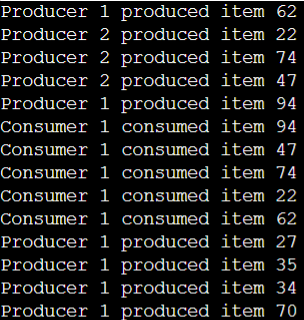 Producer 1 produced item 62
Producer 2 produced item 22
Producer 2 produced item 74
Producer 2 produced item 47
Producer 1 produced item 94
Consumer 1 consumed item 94
Consumer 1 consumed item 47
Consumer 1 consumed item 74
Consumer 1 consumed item 22
Consumer 1 consumed item 62
Producer 1 produced item 27
Producer 1 produced item 35
Producer 1 produced item 34
Producer 1 produced item 70